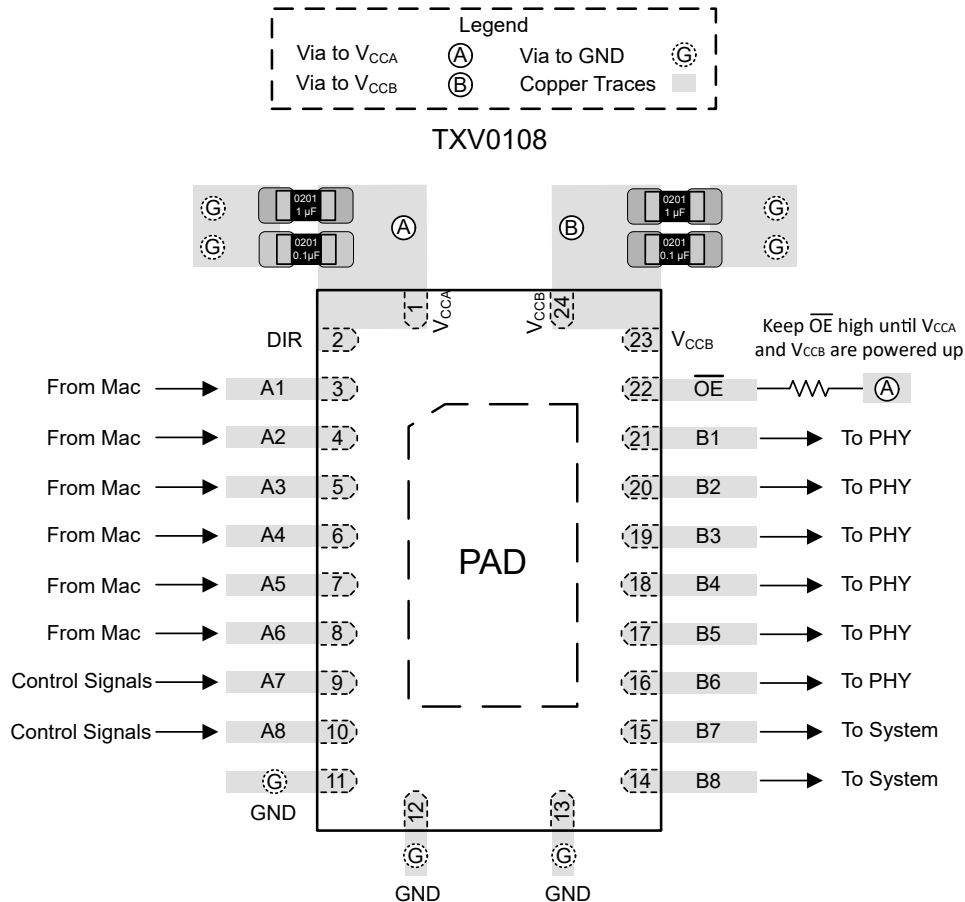 Legend
Via to VCCA A Via to GND G
Via to VCCB B Copper Traces
TXV0108
G 0201 1 µF A B 0201 1 µF G
G 0201 0.1µF 0201 0.1 µF G
1 VCCA VCCB 24
DIR 2 23 VCCB
Keep O̅E̅ high until VCCA
and VCCB are powered up
From Mac A1 3 22 O̅E̅ A
From Mac A2 4 21 B1 To PHY
From Mac A3 5 20 B2 To PHY
From Mac A4 6 19 B3 To PHY
PAD
From Mac A5 7 18 B4 To PHY
From Mac A6 8 17 B5 To PHY
Control Signals A7 9 16 B6 To PHY
Control Signals A8 10 15 B7 To System
G 11 14 B8 To System
GND
12 13
G G
GND GND